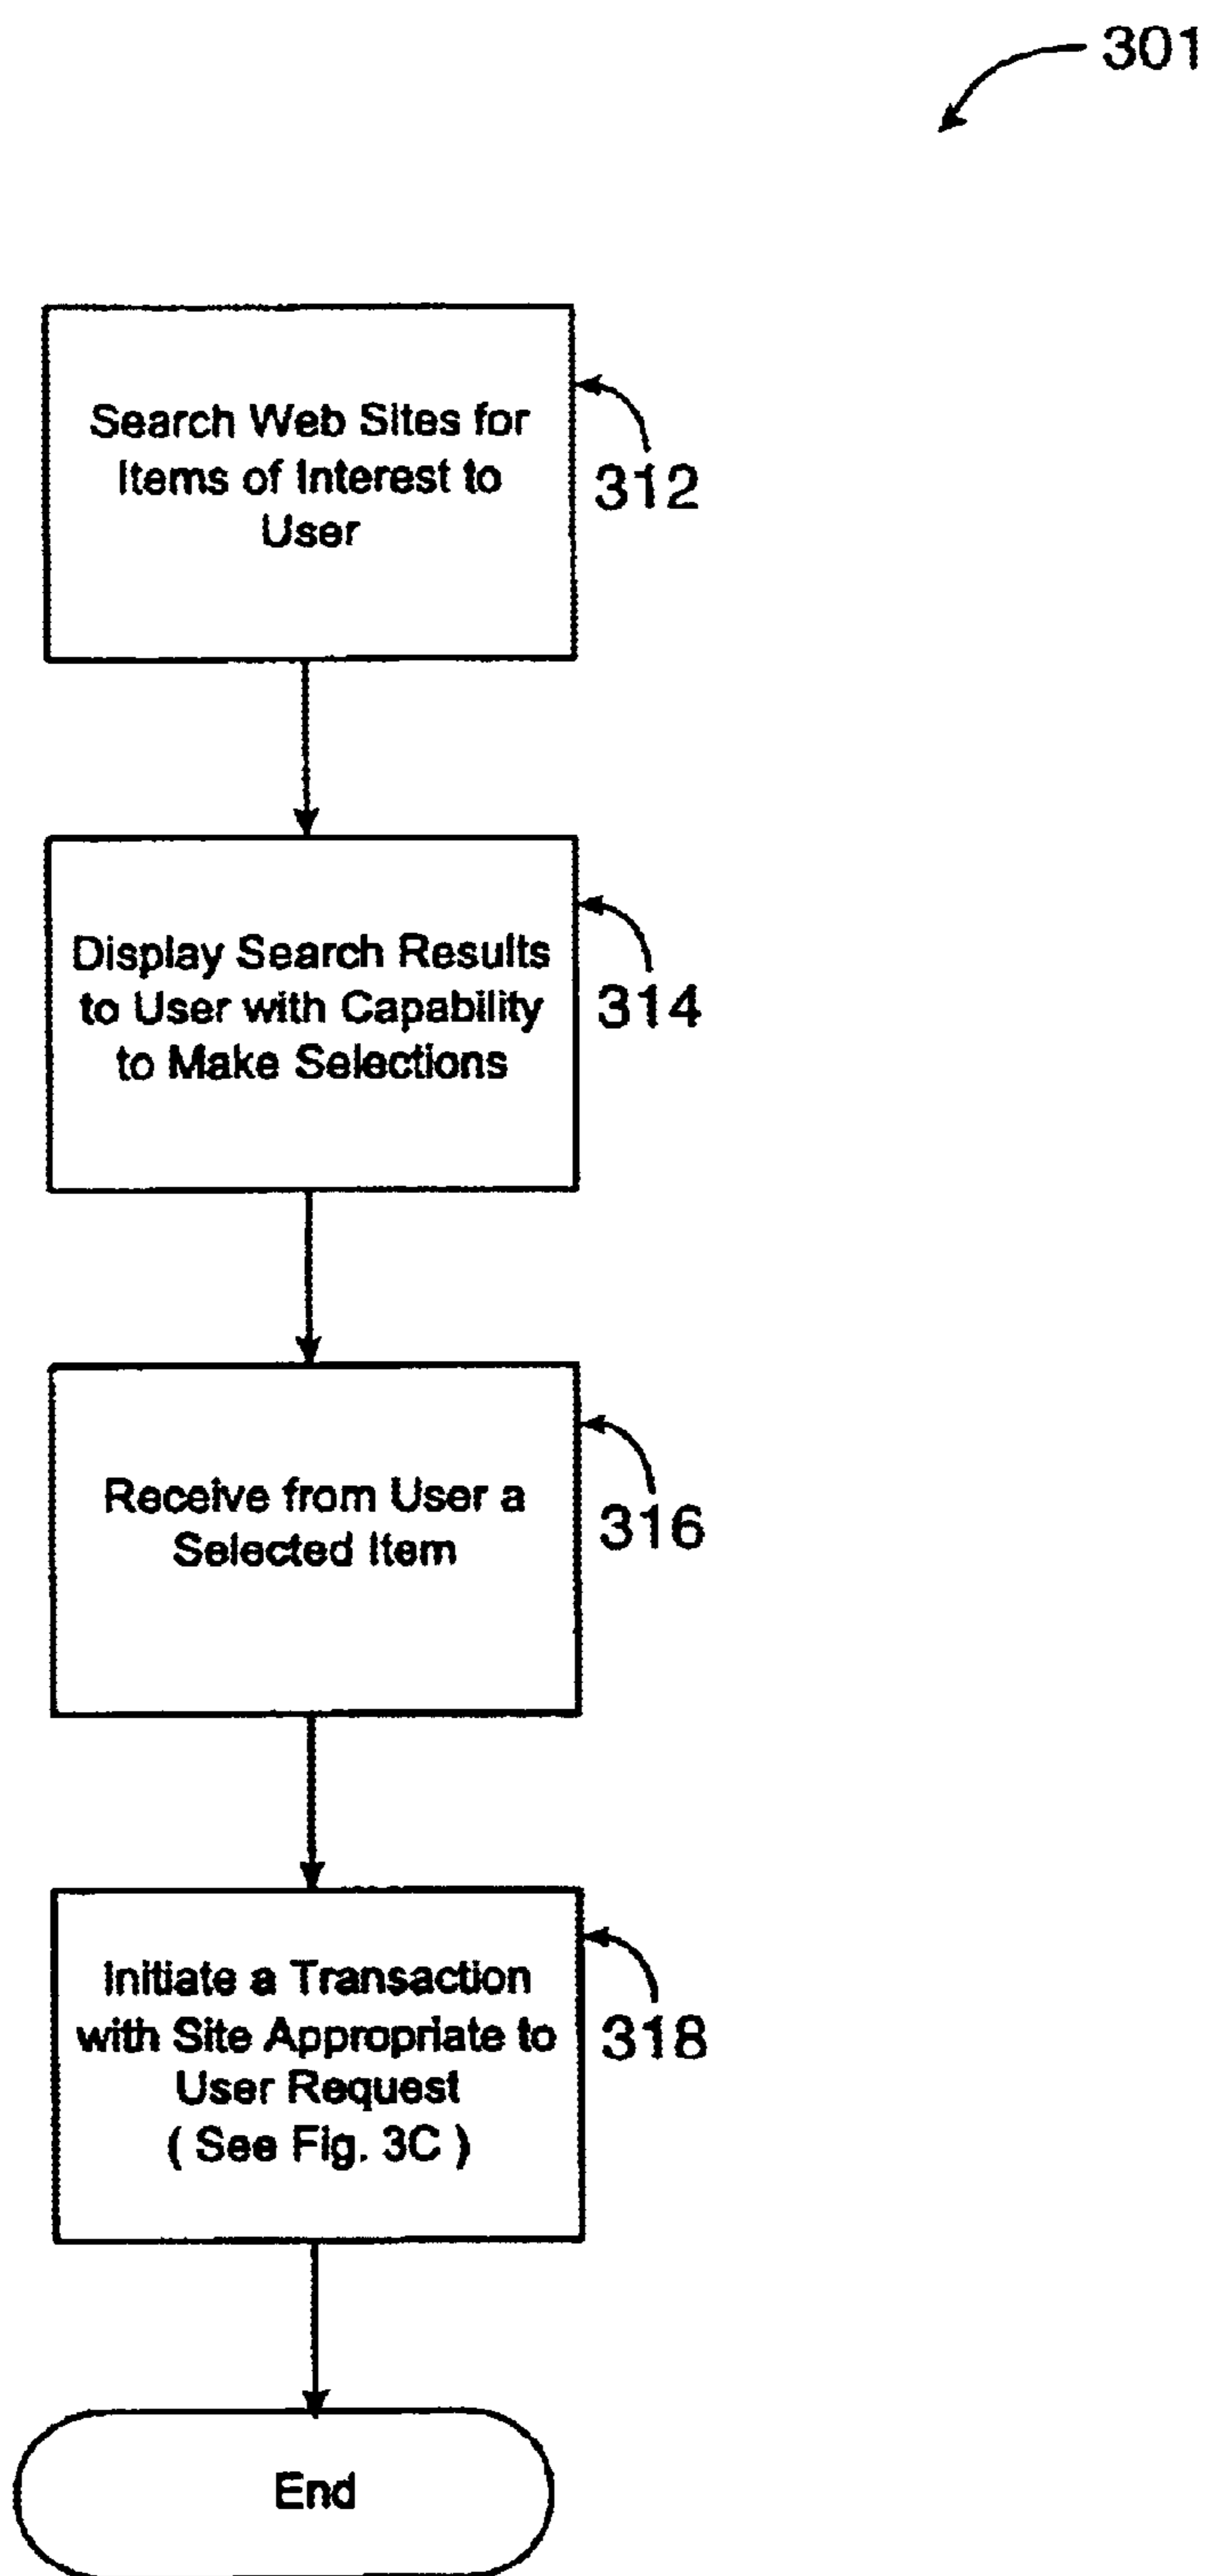 301
Search Web Sites for
Items of Interest to
User
312
Display Search Results
to User with Capability
to Make Selections
314
Receive from User a
Selected Item
316
Initiate a Transaction
with Site Appropriate to
User Request
( See Fig. 3C )
318
End